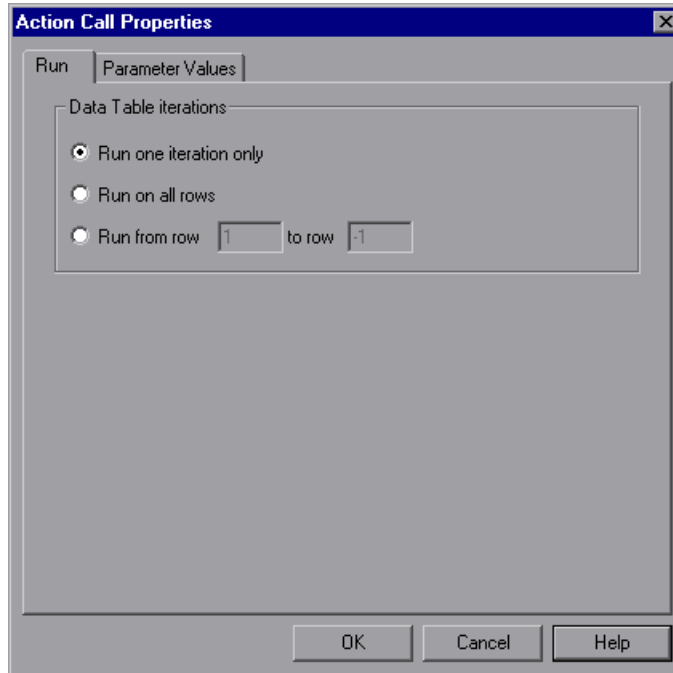 Action Call Properties
Run Parameter Values
Data Table iterations
Run one iteration only
Run on all rows
Run from row 1 to row -1
OK Cancel Help